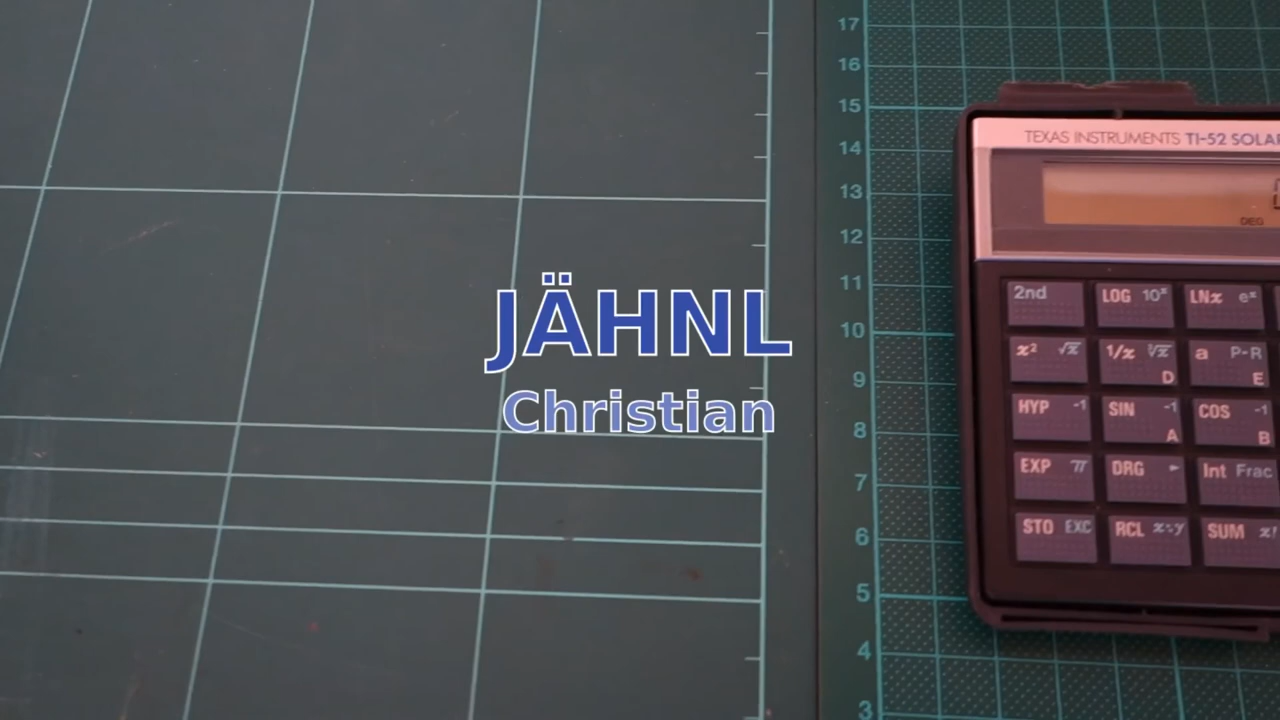 17
16
15
14
13
12
11
10
9
8
7
6
5
4
3
TEXAS INSTRUMENTS TI-52 SOLAR
DEG
JÄHNL
Christian
2nd LOG 10ˣ LNx eˣ
x² √x 1/x ∛x a P-R
D E
HYP -1 SIN -1 COS -1
A B
EXP π DRG ► Int Frac
STO EXC RCL x:y SUM x!